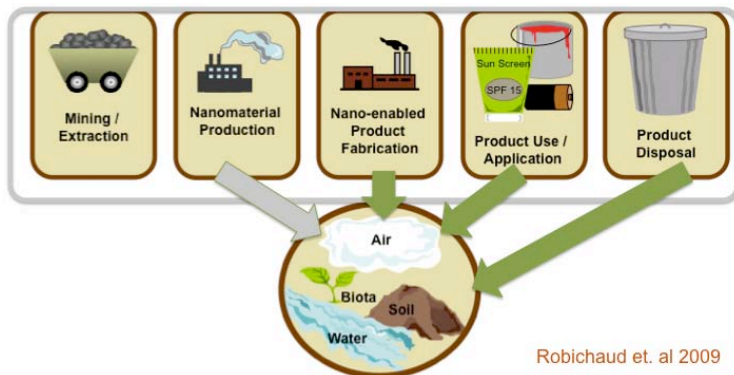 Mining /
Extraction
Nanomaterial
Production
Nano-enabled
Product
Fabrication
Sun Screen
SPF 15
Product Use /
Application
Product
Disposal
Air
Biota
Soil
Water
Robichaud et. al 2009